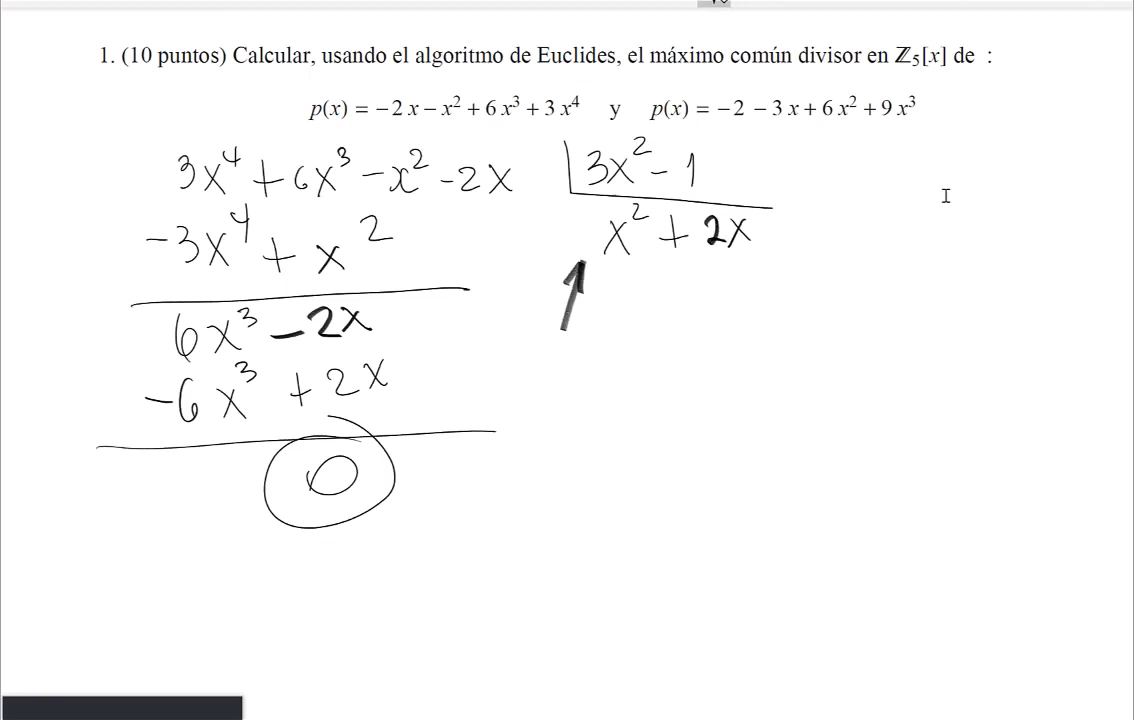 1. (10 puntos) Calcular, usando el algoritmo de Euclides, el máximo común divisor en ℤ₅[x] de :
p(x) = −2 x − x² + 6 x³ + 3 x⁴ y p(x) = −2 − 3 x + 6 x² + 9 x³
3x⁴ + 6x³ - x² - 2x 3x² - 1
-3x⁴ + x² x² + 2x
6x³ - 2x
-6x³ + 2x
0